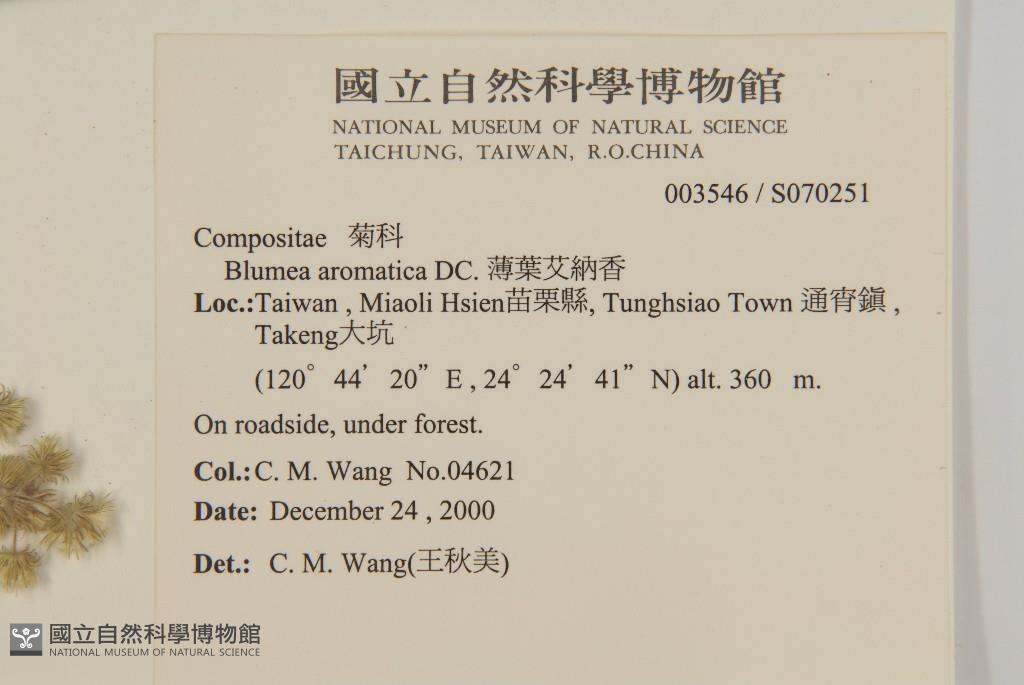 國立自然科學博物館
NATIONAL MUSEUM OF NATURAL SCIENCE
TAICHUNG, TAIWAN, R.O.CHINA
003546 / S070251
Compositae 菊科
Blumea aromatica DC. 薄葉艾納香
Loc.:Taiwan , Miaoli Hsien苗栗縣, Tunghsiao Town 通宵鎭 ,
Takeng大坑
(120° 44’ 20” E , 24° 24’ 41” N) alt. 360 m.
On roadside, under forest.
Col.: C. M. Wang No.04621
Date: December 24 , 2000
Det.: C. M. Wang(王秋美)
國立自然科學博物館
NATIONAL MUSEUM OF NATURAL SCIENCE